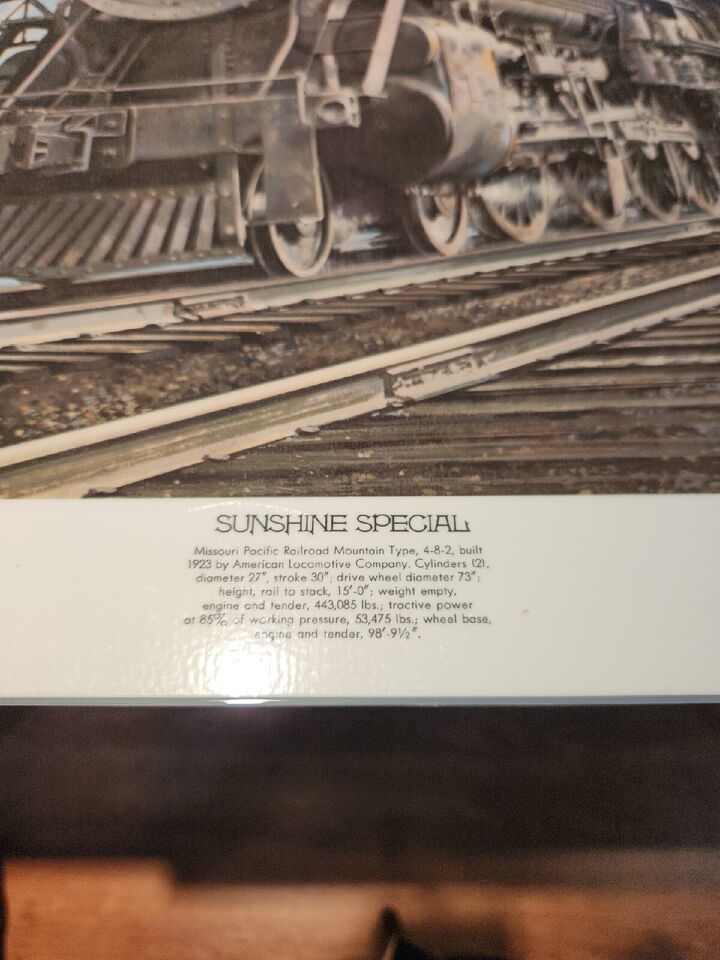 SUNSHINE SPECIAL
Missouri Pacific Railroad Mountain Type, 4-8-2, built
1923 by American Locomotive Company. Cylinders (2),
diameter 27", stroke 30"; drive wheel diameter 73";
height, rail to stack, 15'-0"; weight empty,
engine and tender, 443,085 lbs.; tractive power
at 85% of working pressure, 53,475 lbs.; wheel base,
engine and tender, 98'-9½".